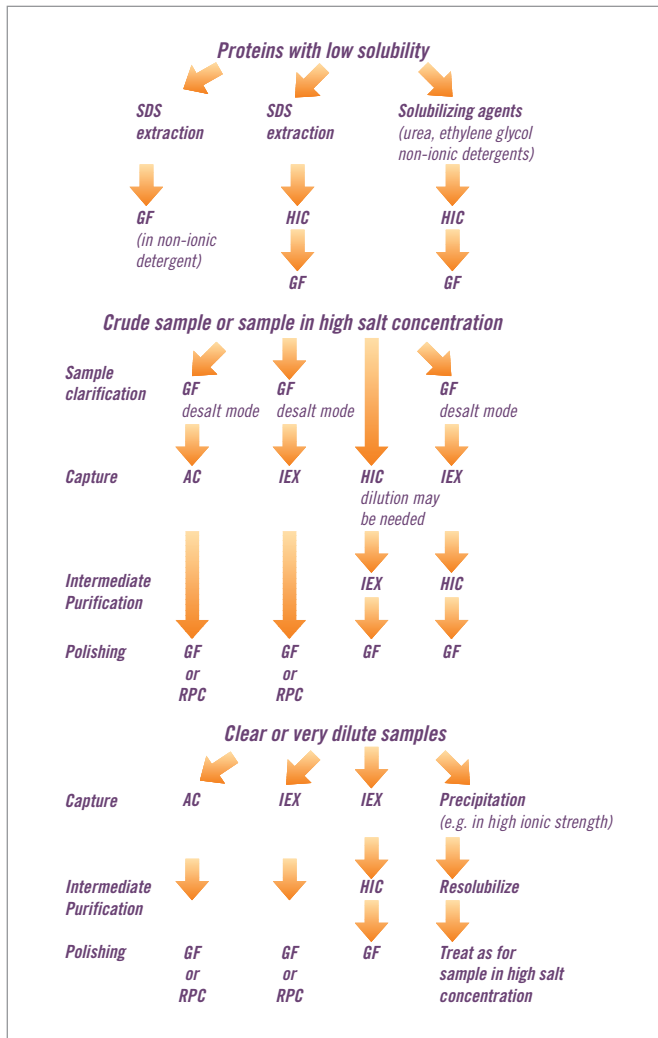 Proteins with low solubility
SDS
extraction
SDS
extraction
Solubilizing agents
(urea, ethylene glycol
non-ionic detergents)
GF
(in non-ionic
detergent)
HIC
HIC
GF
GF
Crude sample or sample in high salt concentration
Sample
clarification
GF
desalt mode
GF
desalt mode
GF
desalt mode
Capture
AC
IEX
HIC
dilution may
be needed
IEX
Intermediate
Purification
IEX
HIC
Polishing
GF
or
RPC
GF
or
RPC
GF
GF
Clear or very dilute samples
Capture
AC
IEX
IEX
Precipitation
(e.g. in high ionic strength)
Intermediate
Purification
HIC
Resolubilize
Polishing
GF
or
RPC
GF
or
RPC
GF
Treat as for
sample in high salt
concentration